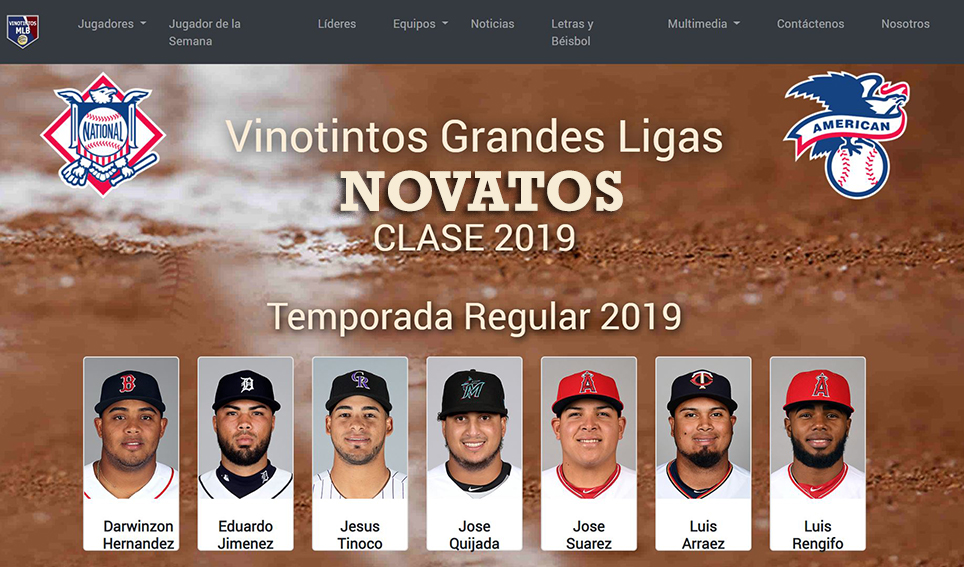 VINOTINTOS
MLB
Jugadores
Jugador de la
Semana
Líderes
Equipos
Noticias
Letras y
Béisbol
Multimedia
Contáctenos
Nosotros
NATIONAL
AMERICAN
Vinotintos Grandes Ligas
NOVATOS
CLASE 2019
Temporada Regular 2019
B
D
CR
M
A
TC
A
Darwinzon
Hernandez
Eduardo
Jimenez
Jesus
Tinoco
Jose
Quijada
Jose
Suarez
Luis
Arraez
Luis
Rengifo